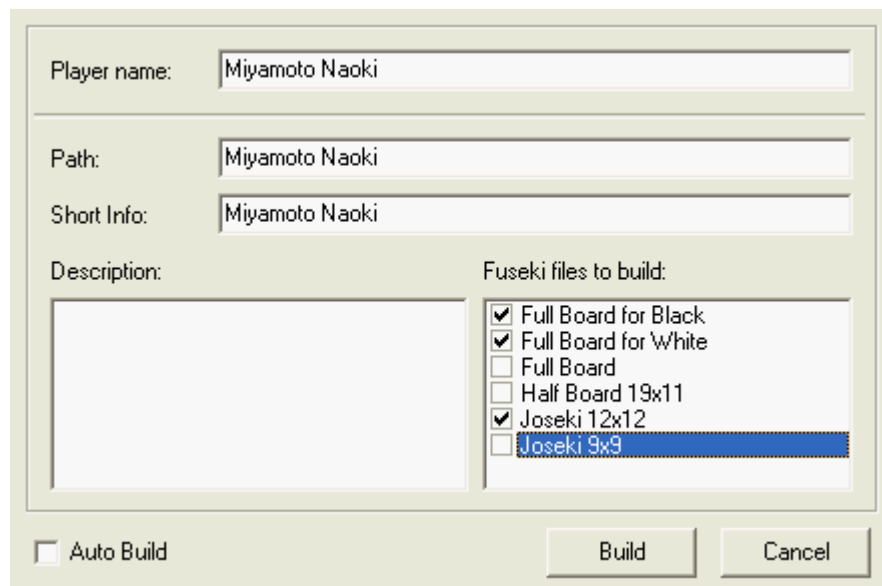 Player name: Miyamoto Naoki
Path: Miyamoto Naoki
Short Info: Miyamoto Naoki
Description:
Fuseki files to build:
Full Board for Black
Full Board for White
Full Board
Half Board 19x11
Joseki 12x12
Joseki 9x9
Auto Build
Build
Cancel